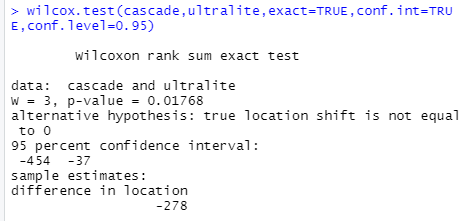 > wilcox.test(cascade,ultralite,exact=TRUE,conf.int=TRU
E,conf.level=0.95)
Wilcoxon rank sum exact test
data:  cascade and ultralite
W = 3, p-value = 0.01768
alternative hypothesis: true location shift is not equal
 to 0
95 percent confidence interval:
 -454  -37
sample estimates:
difference in location
-278